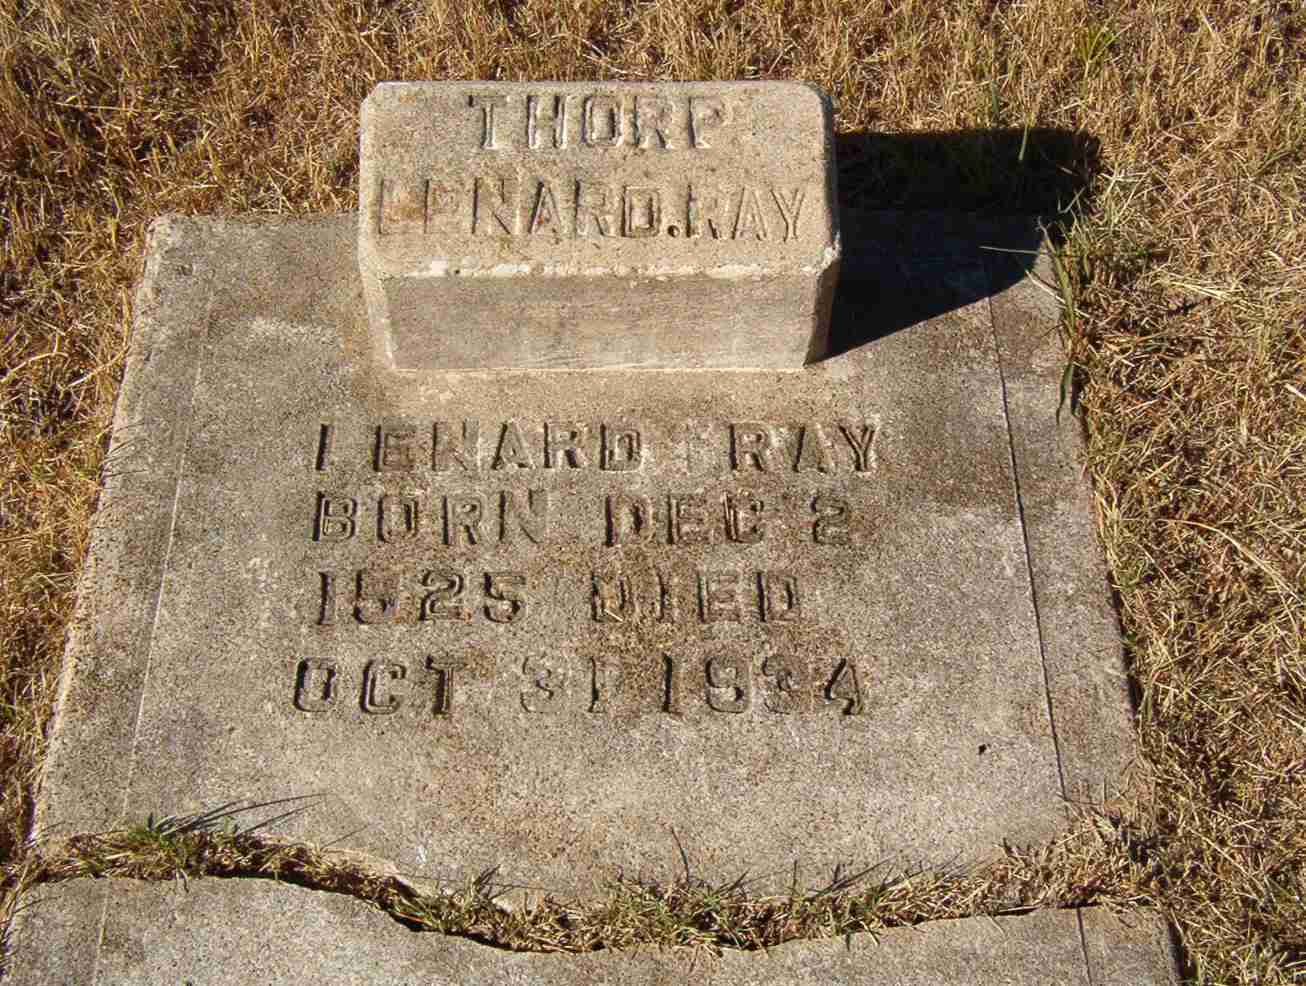 THORP
LENARD.RAY
LENARD RAY
BORN DEC 2
1925 DIED
OCT 31 1934